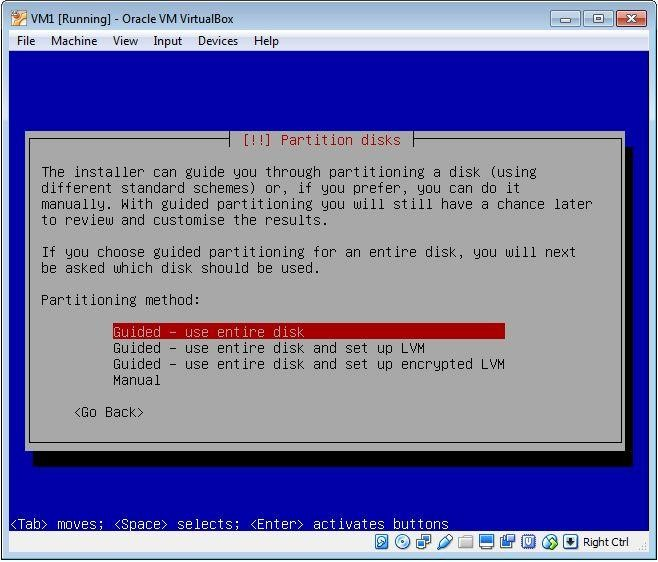 VM1 [Running] - Oracle VM VirtualBox
File Machine View Input Devices Help
[!!] Partition disks
The installer can guide you through partitioning a disk (using
different standard schemes) or, if you prefer, you can do it
manually. With guided partitioning you will still have a chance later
to review and customise the results.
If you choose guided partitioning for an entire disk, you will next
be asked which disk should be used.
Partitioning method:
Guided - use entire disk
Guided - use entire disk and set up LVM
Guided - use entire disk and set up encrypted LVM
Manual
<Go Back>
<Tab> moves; <Space> selects; <Enter> activates buttons
Right Ctrl